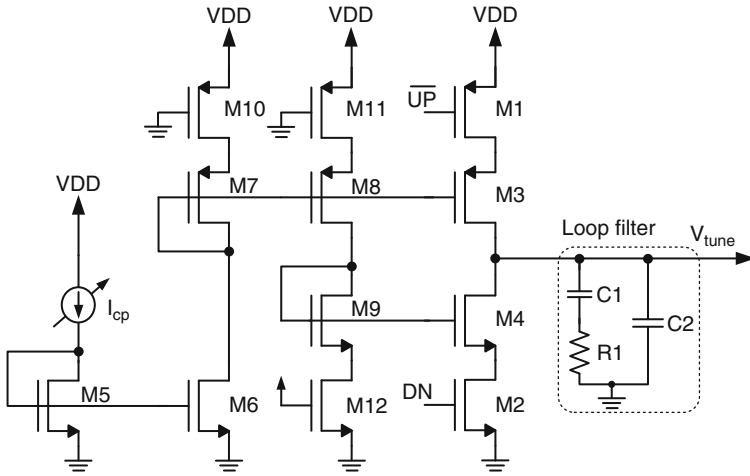 VDD VDD VDD
M10 M11 UP M1
M7 M8 M3
VDD
Loop filter
Vtune
Icp
C1
M9 M4 C2
R1
M5 M6 M12 DN M2